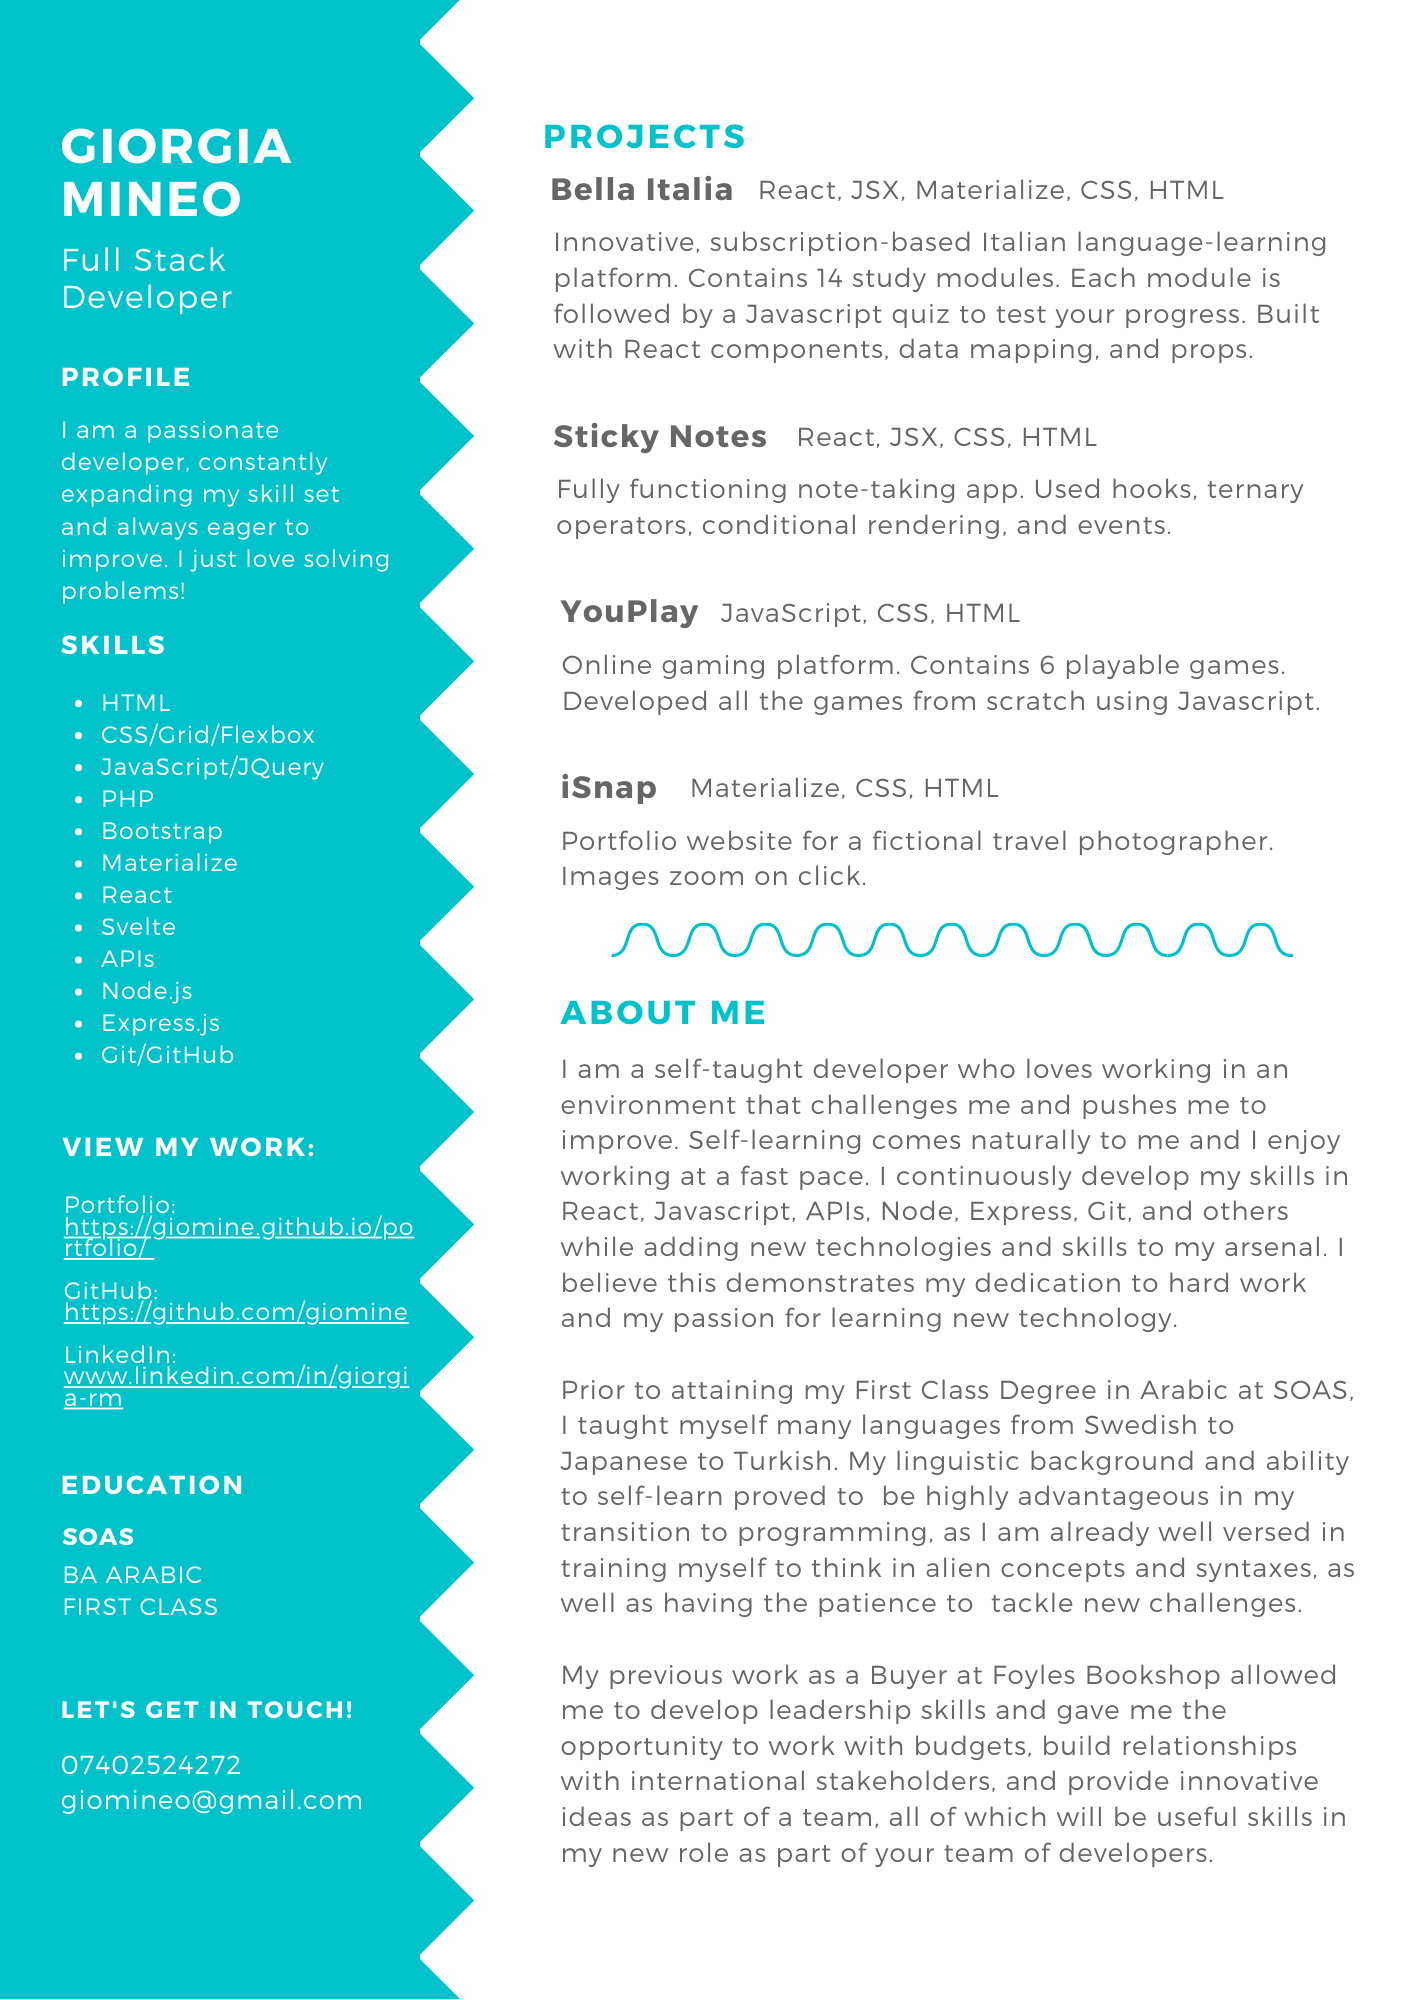 GIORGIA
MINEO
Full Stack
Developer
PROFILE
I am a passionate
developer, constantly
expanding my skill set
and always eager to
improve. I just love solving
problems!
SKILLS
• HTML
• CSS/Grid/Flexbox
• JavaScript/JQuery
• PHP
• Bootstrap
• Materialize
• React
• Svelte
• APIs
• Node.js
• Express.js
• Git/GitHub
VIEW MY WORK:
Portfolio:
https://giomine.github.io/po
rtfolio/
GitHub:
https://github.com/giomine
LinkedIn:
www.linkedin.com/in/giorgi
a-rm
EDUCATION
SOAS
BA ARABIC
FIRST CLASS
LET'S GET IN TOUCH!
07402524272
giomineo@gmail.com
PROJECTS
Bella Italia React, JSX, Materialize, CSS, HTML
Innovative, subscription-based Italian language-learning
platform. Contains 14 study modules. Each module is
followed by a Javascript quiz to test your progress. Built
with React components, data mapping, and props.
Sticky Notes React, JSX, CSS, HTML
Fully functioning note-taking app. Used hooks, ternary
operators, conditional rendering, and events.
YouPlay JavaScript, CSS, HTML
Online gaming platform. Contains 6 playable games.
Developed all the games from scratch using Javascript.
iSnap Materialize, CSS, HTML
Portfolio website for a fictional travel photographer.
Images zoom on click.
ABOUT ME
I am a self-taught developer who loves working in an
environment that challenges me and pushes me to
improve. Self-learning comes naturally to me and I enjoy
working at a fast pace. I continuously develop my skills in
React, Javascript, APIs, Node, Express, Git, and others
while adding new technologies and skills to my arsenal. I
believe this demonstrates my dedication to hard work
and my passion for learning new technology.
Prior to attaining my First Class Degree in Arabic at SOAS,
I taught myself many languages from Swedish to
Japanese to Turkish. My linguistic background and ability
to self-learn proved to be highly advantageous in my
transition to programming, as I am already well versed in
training myself to think in alien concepts and syntaxes, as
well as having the patience to tackle new challenges.
My previous work as a Buyer at Foyles Bookshop allowed
me to develop leadership skills and gave me the
opportunity to work with budgets, build relationships
with international stakeholders, and provide innovative
ideas as part of a team, all of which will be useful skills in
my new role as part of your team of developers.